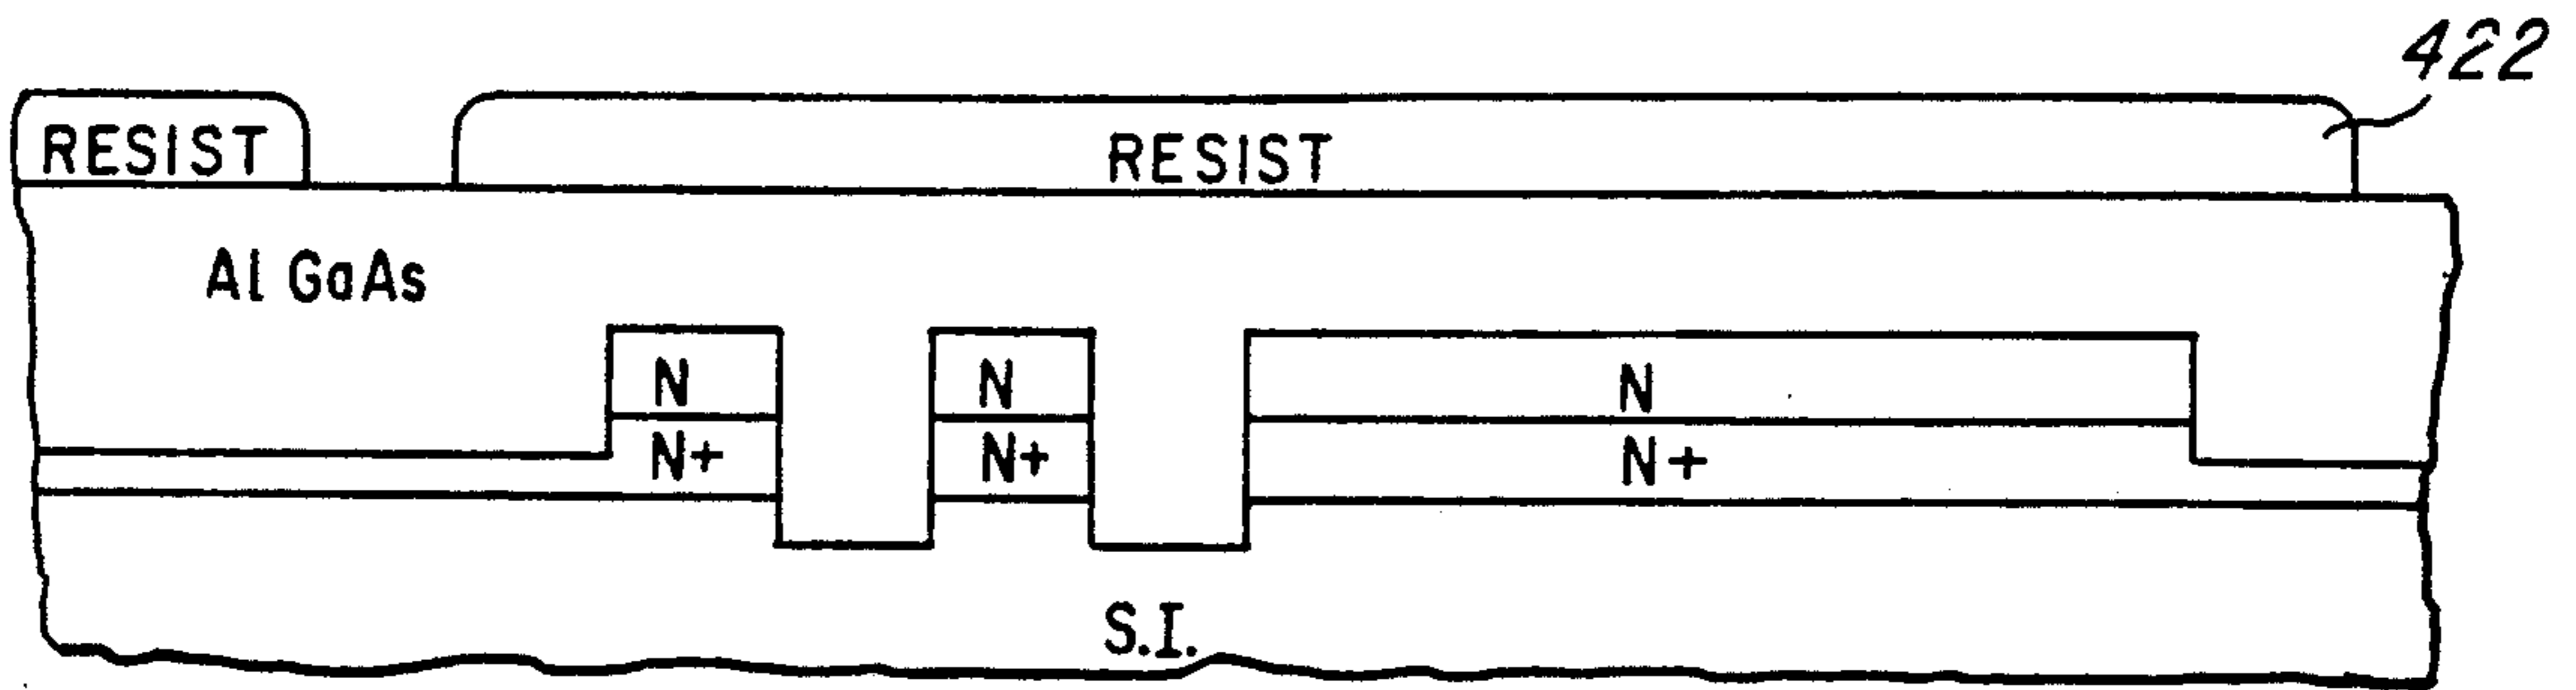 422
RESIST RESIST
Al GaAs
N N N
N+ N+ N+
S.I.